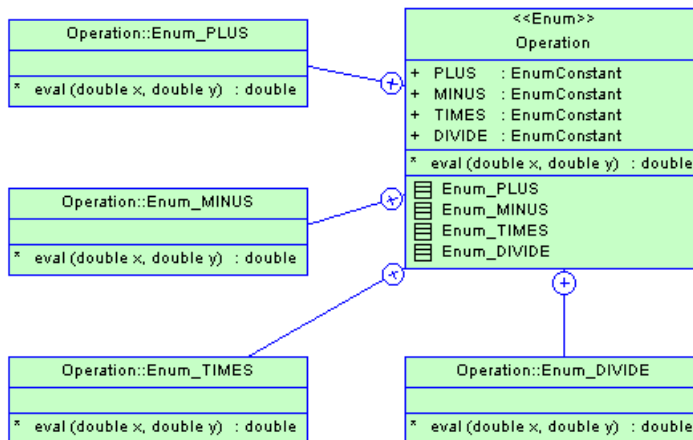 Operation::Enum_PLUS
* eval (double x, double y) : double
<<Enum>>
Operation
+ PLUS : EnumConstant
+ MINUS : EnumConstant
+ TIMES : EnumConstant
+ DIVIDE : EnumConstant
* eval (double x, double y) : double
Enum_PLUS
Enum_MINUS
Enum_TIMES
Enum_DIVIDE
Operation::Enum_MINUS
* eval (double x, double y) : double
Operation::Enum_TIMES
* eval (double x, double y) : double
Operation::Enum_DIVIDE
* eval (double x, double y) : double